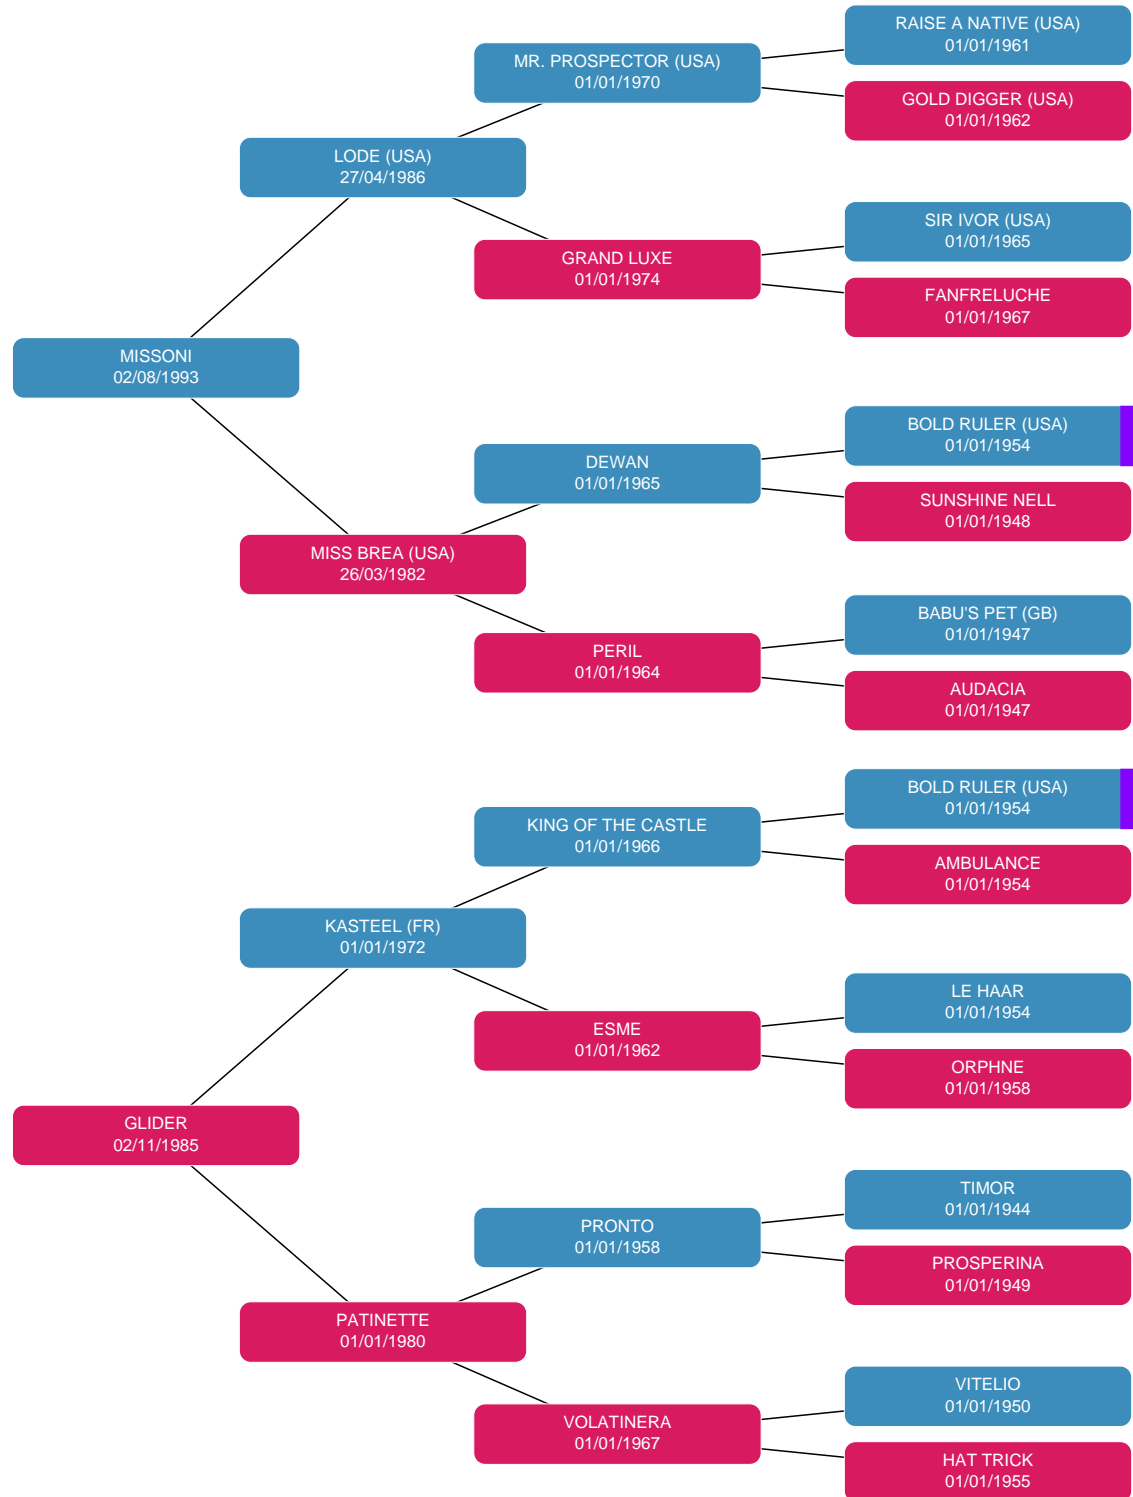 RAISE A NATIVE (USA)
01/01/1961
MR. PROSPECTOR (USA)
01/01/1970
GOLD DIGGER (USA)
01/01/1962
LODE (USA)
27/04/1986
SIR IVOR (USA)
01/01/1965
GRAND LUXE
01/01/1974
FANFRELUCHE
01/01/1967
MISSONI
02/08/1993
BOLD RULER (USA)
01/01/1954
DEWAN
01/01/1965
SUNSHINE NELL
01/01/1948
MISS BREA (USA)
26/03/1982
BABU'S PET (GB)
01/01/1947
PERIL
01/01/1964
AUDACIA
01/01/1947
BOLD RULER (USA)
01/01/1954
KING OF THE CASTLE
01/01/1966
AMBULANCE
01/01/1954
KASTEEL (FR)
01/01/1972
LE HAAR
01/01/1954
ESME
01/01/1962
ORPHNE
01/01/1958
GLIDER
02/11/1985
TIMOR
01/01/1944
PRONTO
01/01/1958
PROSPERINA
01/01/1949
PATINETTE
01/01/1980
VITELIO
01/01/1950
VOLATINERA
01/01/1967
HAT TRICK
01/01/1955